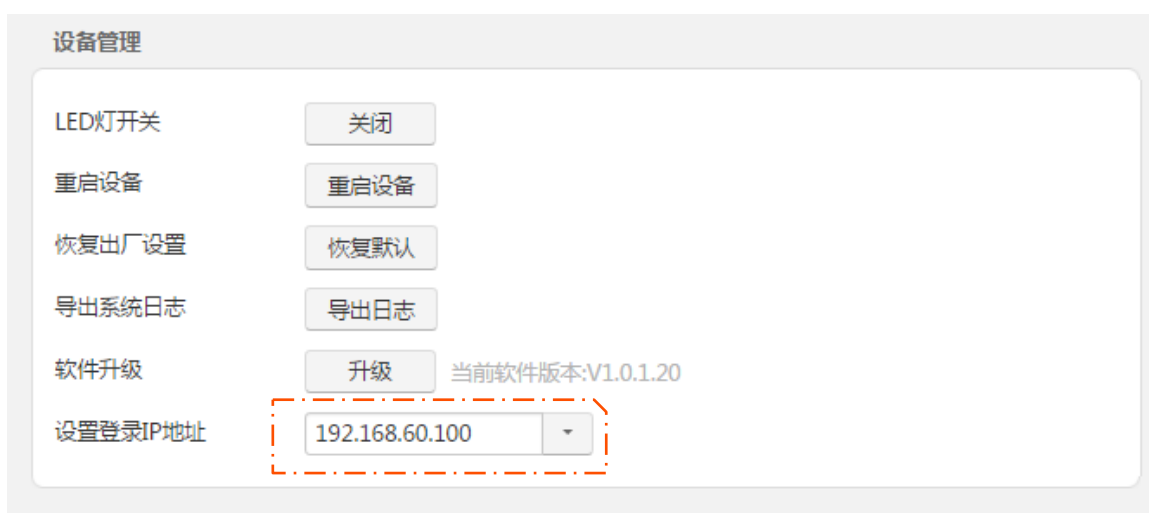 设备管理
LED灯开关 关闭
重启设备 重启设备
恢复出厂设置 恢复默认
导出系统日志 导出日志
软件升级 升级 当前软件版本:V1.0.1.20
设置登录IP地址 192.168.60.100